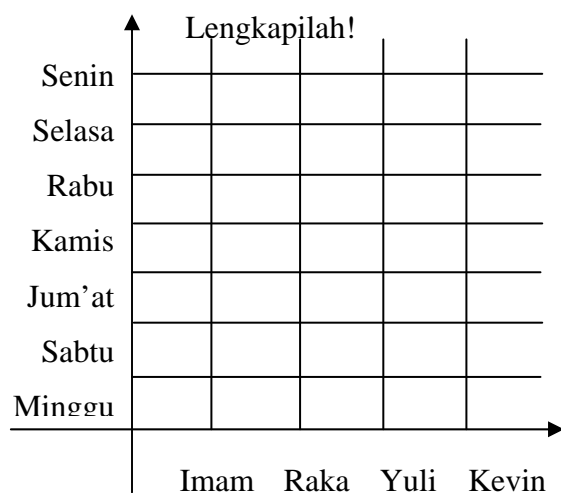 Lengkapilah!
Senin
Selasa
Rabu
Kamis
Jum’at
Sabtu
Minggu
Imam Raka Yuli Kevin